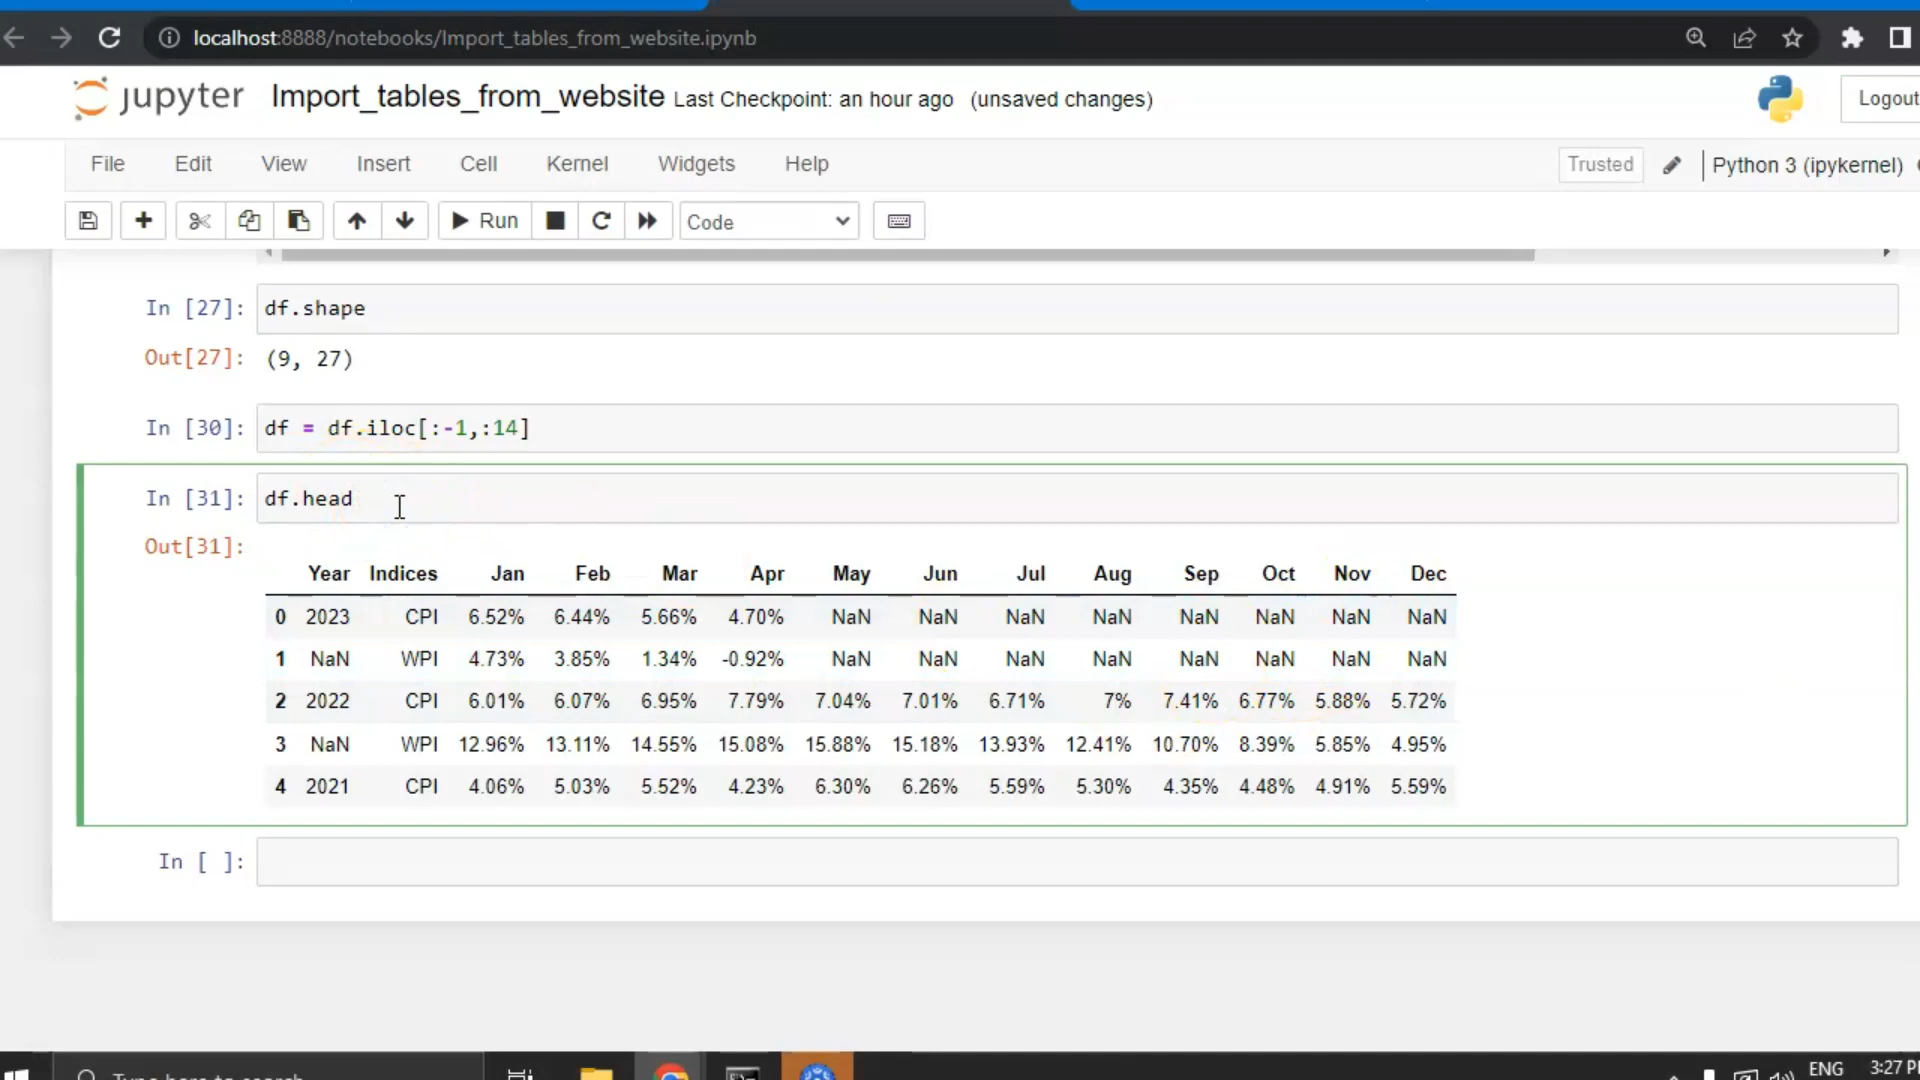 localhost:8888/notebooks/Import_tables_from_website.ipynb
jupyter Import_tables_from_website Last Checkpoint: an hour ago (unsaved changes) Logout
File Edit View Insert Cell Kernel Widgets Help Trusted Python 3 (ipykernel)
Run Code
In [27]: df.shape
Out[27]: (9, 27)
In [30]: df = df.iloc[:-1,:14]
In [31]: df.head
Out[31]:
Year Indices Jan Feb Mar Apr May Jun Jul Aug Sep Oct Nov Dec
0 2023 CPI 6.52% 6.44% 5.66% 4.70% NaN NaN NaN NaN NaN NaN NaN NaN
1 NaN WPI 4.73% 3.85% 1.34% -0.92% NaN NaN NaN NaN NaN NaN NaN NaN
2 2022 CPI 6.01% 6.07% 6.95% 7.79% 7.04% 7.01% 6.71% 7% 7.41% 6.77% 5.88% 5.72%
3 NaN WPI 12.96% 13.11% 14.55% 15.08% 15.88% 15.18% 13.93% 12.41% 10.70% 8.39% 5.85% 4.95%
4 2021 CPI 4.06% 5.03% 5.52% 4.23% 6.30% 6.26% 5.59% 5.30% 4.35% 4.48% 4.91% 5.59%
In [ ]:
Type here to search ENG 3:27 P